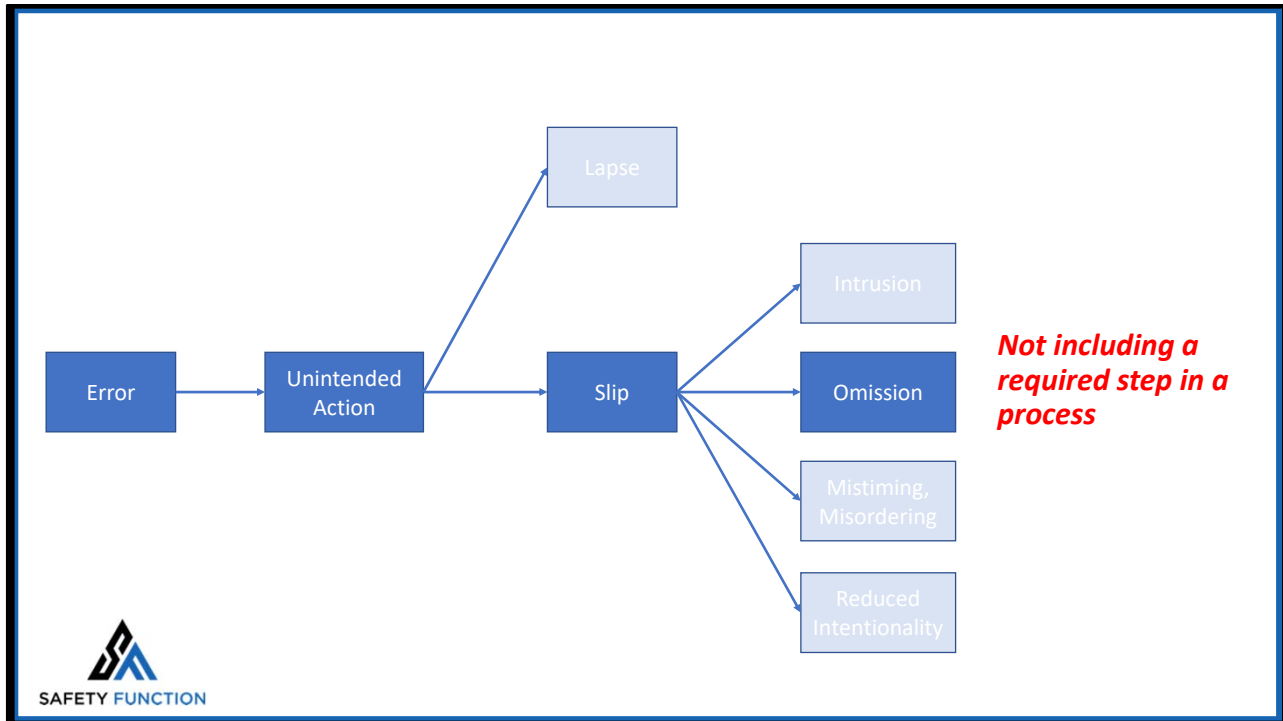 Lapse
Intrusion
Error
Unintended
Action
Slip
Omission
Not including a
required step in a
process
Mistiming,
Misordering
Reduced
Intentionality
SAFETY FUNCTION